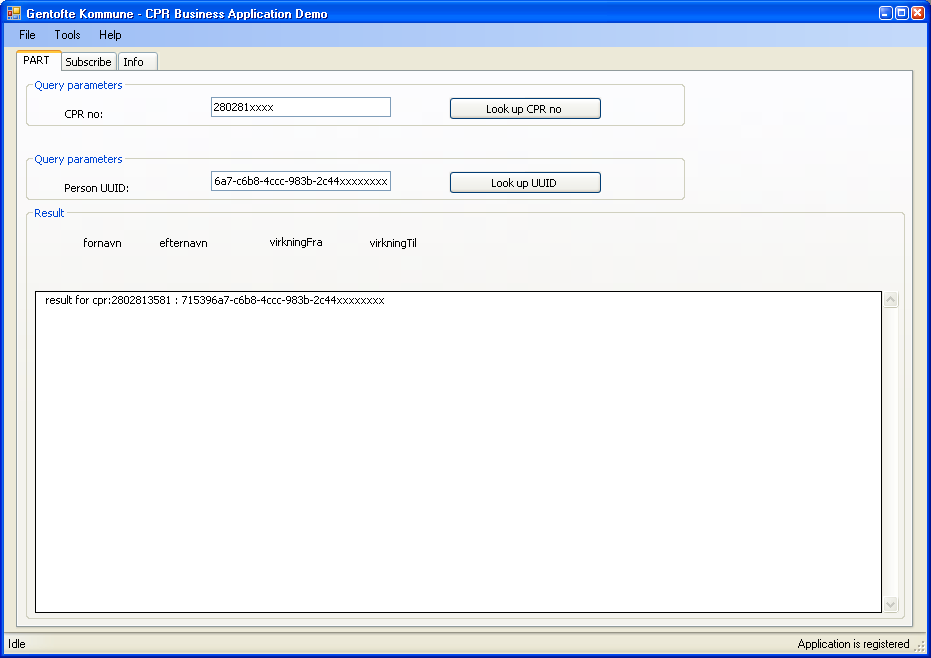 Gentofte Kommune - CPR Business Application Demo
File Tools Help
PART Subscribe Info
Query parameters
CPR no: 280281xxxx Look up CPR no
Query parameters
Person UUID: 6a7-c6b8-4ccc-983b-2c44xxxxxxxx Look up UUID
Result
fornavn efternavn virkningFra virkningTil
result for cpr:2802813581 : 715396a7-c6b8-4ccc-983b-2c44xxxxxxxx
Idle Application is registered